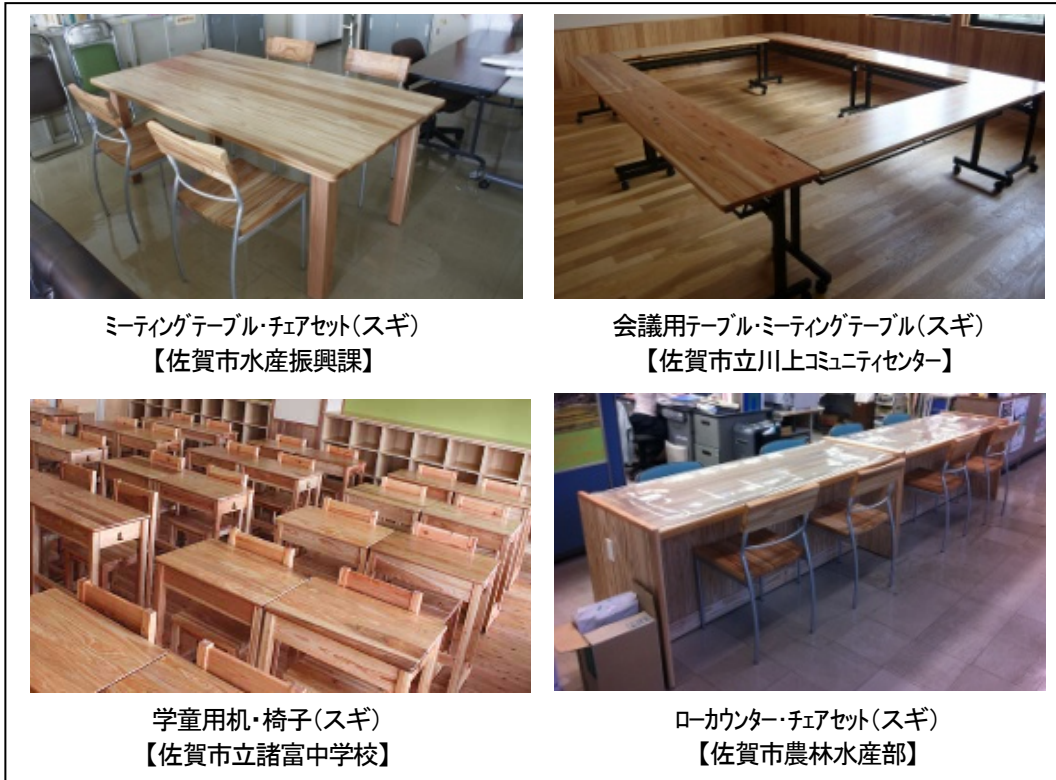 ミーティングテーブル･チェアセット(スギ)
【佐賀市水産振興課】
会議用テーブル･ミーティングテーブル(スギ)
【佐賀市立川上コミュニティセンター】
学童用机･椅子(スギ)
【佐賀市立諸富中学校】
ローカウンター･チェアセット(スギ)
【佐賀市農林水産部】